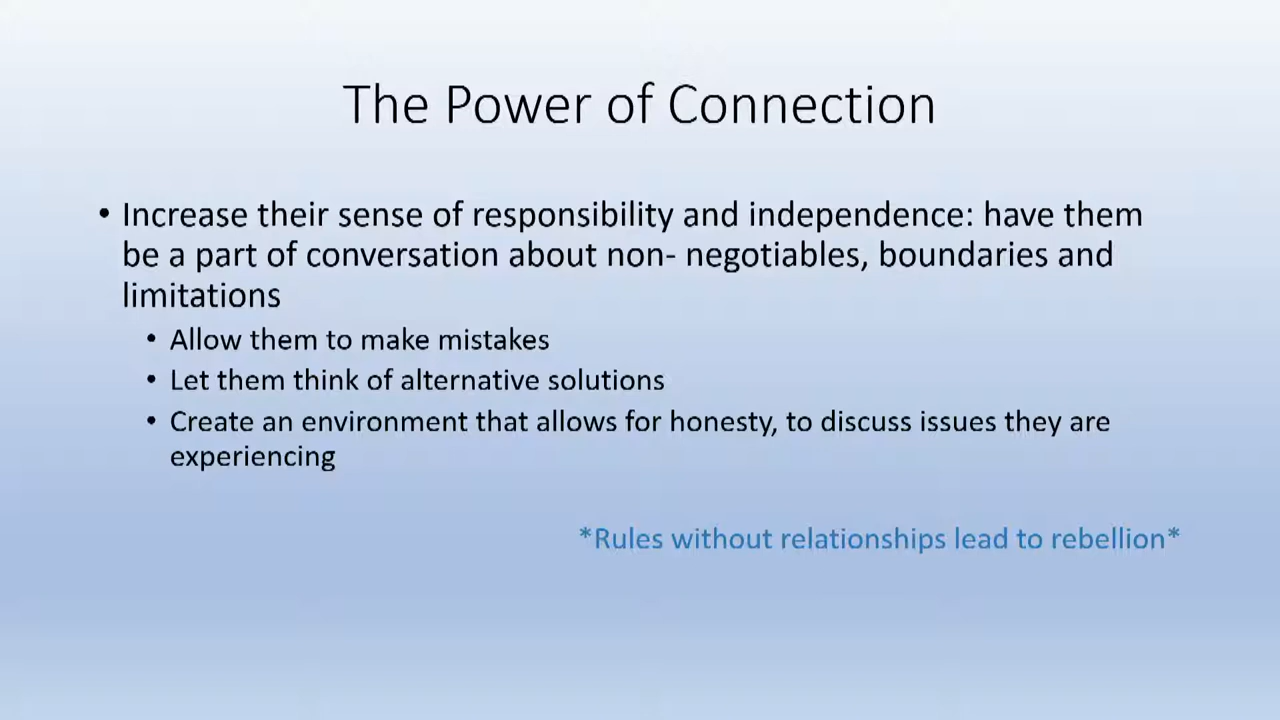 The Power of Connection
• Increase their sense of responsibility and independence: have them
be a part of conversation about non- negotiables, boundaries and
limitations
• Allow them to make mistakes
• Let them think of alternative solutions
• Create an environment that allows for honesty, to discuss issues they are
experiencing
*Rules without relationships lead to rebellion*